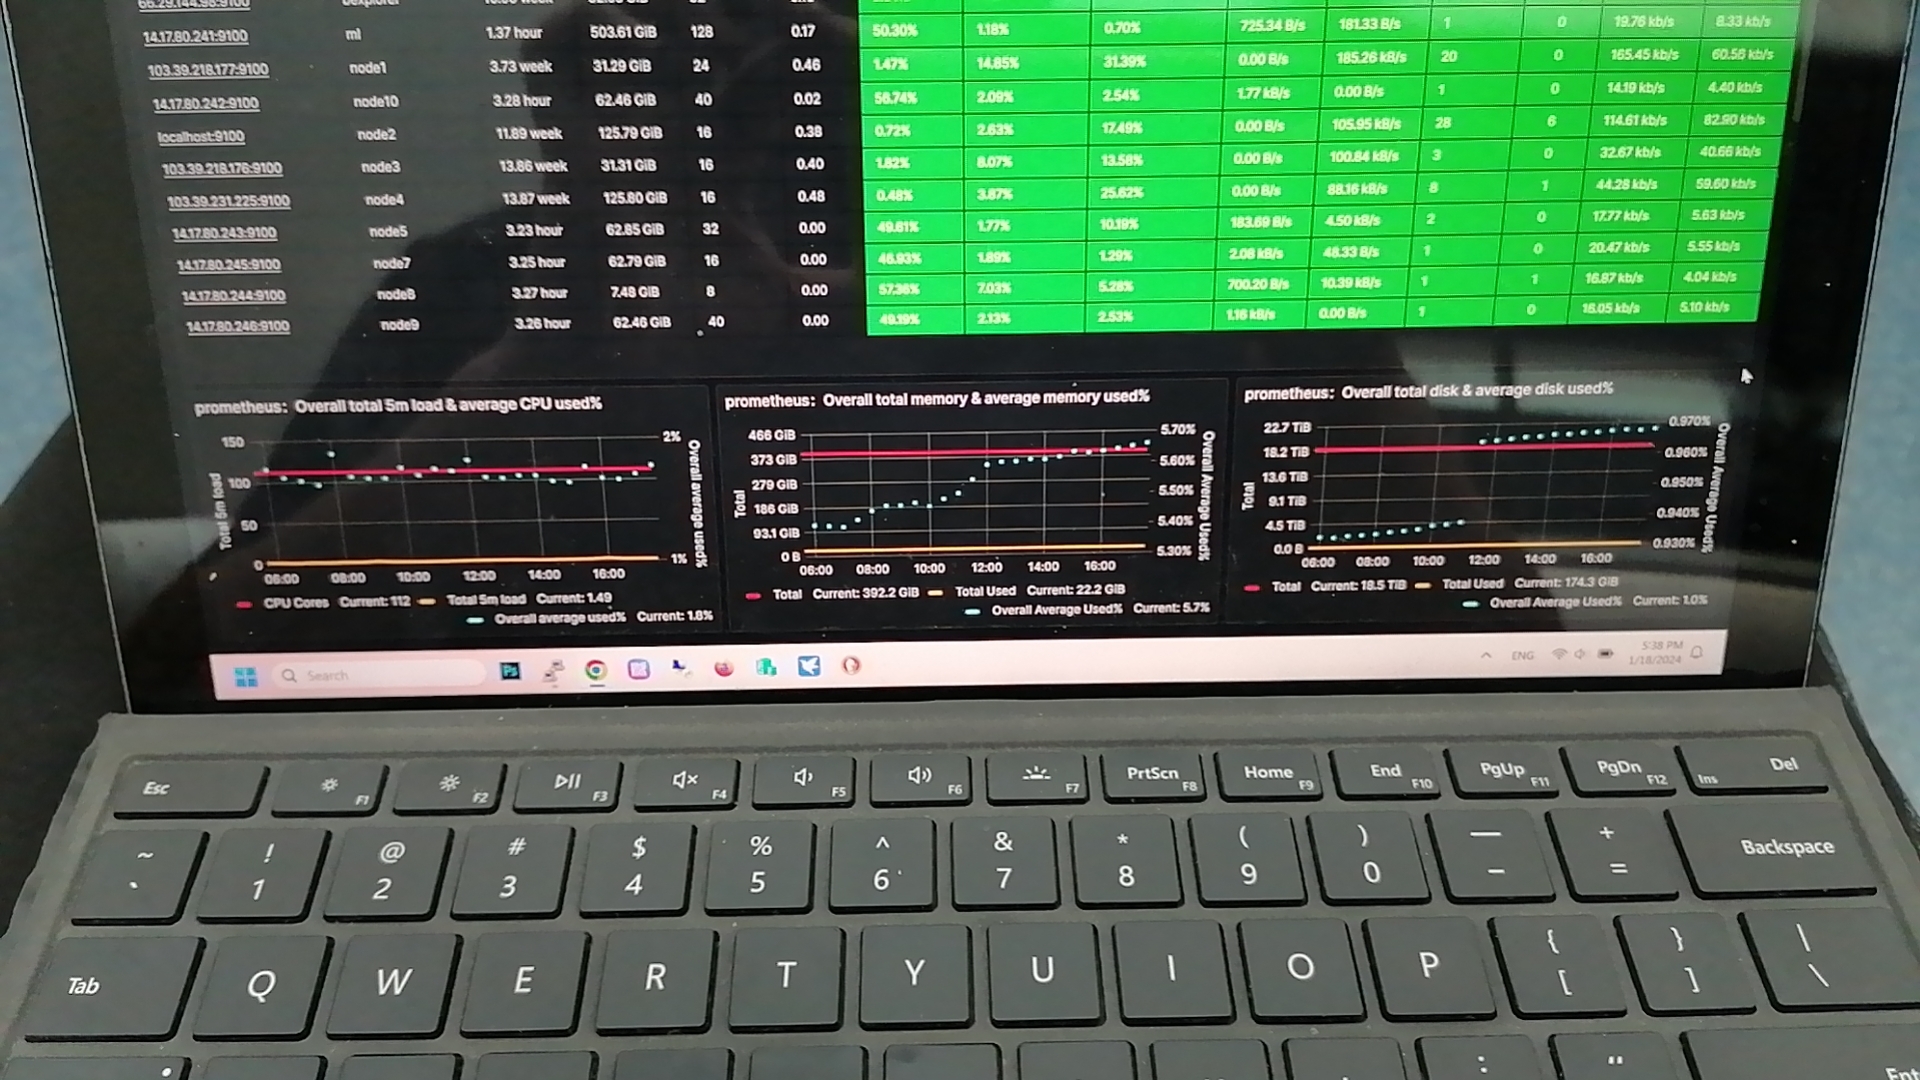 66.29.144.98:9100
14.17.80.241:9100 ml 1.37 hour 503.61 GiB 128 0.17 50.30% 1.18% 0.70% 725.34 B/s 181.33 B/s 1 0 19.76 kb/s 8.33 kb/s
103.39.218.177:9100 node1 3.73 week 31.29 GiB 24 0.46 1.47% 14.85% 31.39% 0.00 B/s 185.26 kB/s 20 0 165.45 kb/s 60.56 kb/s
14.17.80.242:9100 node10 3.28 hour 62.46 GiB 40 0.02 56.74% 2.09% 2.54% 1.77 kB/s 0.00 B/s 1 0 14.19 kb/s 4.40 kb/s
localhost:9100 node2 11.89 week 125.79 GiB 16 0.38 0.72% 2.63% 17.49% 0.00 B/s 105.95 kB/s 28 6 114.61 kb/s 82.90 kb/s
103.39.218.176:9100 node3 13.86 week 31.31 GiB 16 0.40 1.82% 8.07% 13.58% 0.00 B/s 100.84 kB/s 3 0 32.67 kb/s 40.66 kb/s
103.39.231.225:9100 node4 13.87 week 125.80 GiB 16 0.48 0.48% 3.87% 25.62% 0.00 B/s 88.16 kB/s 8 1 44.28 kb/s 59.60 kb/s
14.17.80.243:9100 node5 3.23 hour 62.85 GiB 32 0.00 49.61% 1.77% 10.19% 183.69 B/s 4.50 kB/s 2 0 17.77 kb/s 5.63 kb/s
14.17.80.245:9100 node7 3.25 hour 62.79 GiB 16 0.00 46.93% 1.89% 1.29% 2.06 kB/s 48.33 B/s 1 0 20.47 kb/s 5.55 kb/s
14.17.80.244:9100 node8 3.27 hour 7.48 GiB 8 0.00 57.36% 7.03% 5.28% 700.20 B/s 10.39 kB/s 1 1 16.87 kb/s 4.04 kb/s
14.17.80.246:9100 node9 3.26 hour 62.46 GiB 40 0.00 49.19% 2.13% 2.53% 1.16 kB/s 0.00 B/s 1 0 16.05 kb/s 5.10 kb/s
prometheus: Overall total 5m load & average CPU used%
150
100
50
0
2%
1%
Total 5m load
Overall average used%
06:00 08:00 10:00 12:00 14:00 16:00
CPU Cores Current: 112 Total 5m load Current: 1.49
Overall average used% Current: 1.8%
prometheus: Overall total memory & average memory used%
466 GiB
373 GiB
279 GiB
186 GiB
93.1 GiB
0 B
5.70%
5.60%
5.50%
5.40%
5.30%
Total
Overall Average Used%
06:00 08:00 10:00 12:00 14:00 16:00
Total Current: 392.2 GiB Total Used Current: 22.2 GiB
Overall Average Used% Current: 5.7%
prometheus: Overall total disk & average disk used%
22.7 TiB
18.2 TiB
13.6 TiB
9.1 TiB
4.5 TiB
0.0 B
0.970%
0.960%
0.950%
0.940%
0.930%
Total
Overall Average Used%
06:00 08:00 10:00 12:00 14:00 16:00
Total Current: 18.5 TiB Total Used Current: 174.3 GiB
Overall Average Used% Current: 1.0%
Search Ps ENG 5:38 PM
1/18/2024
Esc F1 F2 F3 F4 F5 F6 F7 PrtScn F8 Home F9 End F10 PgUp F11 PgDn F12 Ins Del
~ ! @ # $ % ^ & * ( ) — +
` 1 2 3 4 5 6 7 8 9 0 - = Backspace
Tab Q W E R T Y U I O P { [ } ] | \
: " Ent